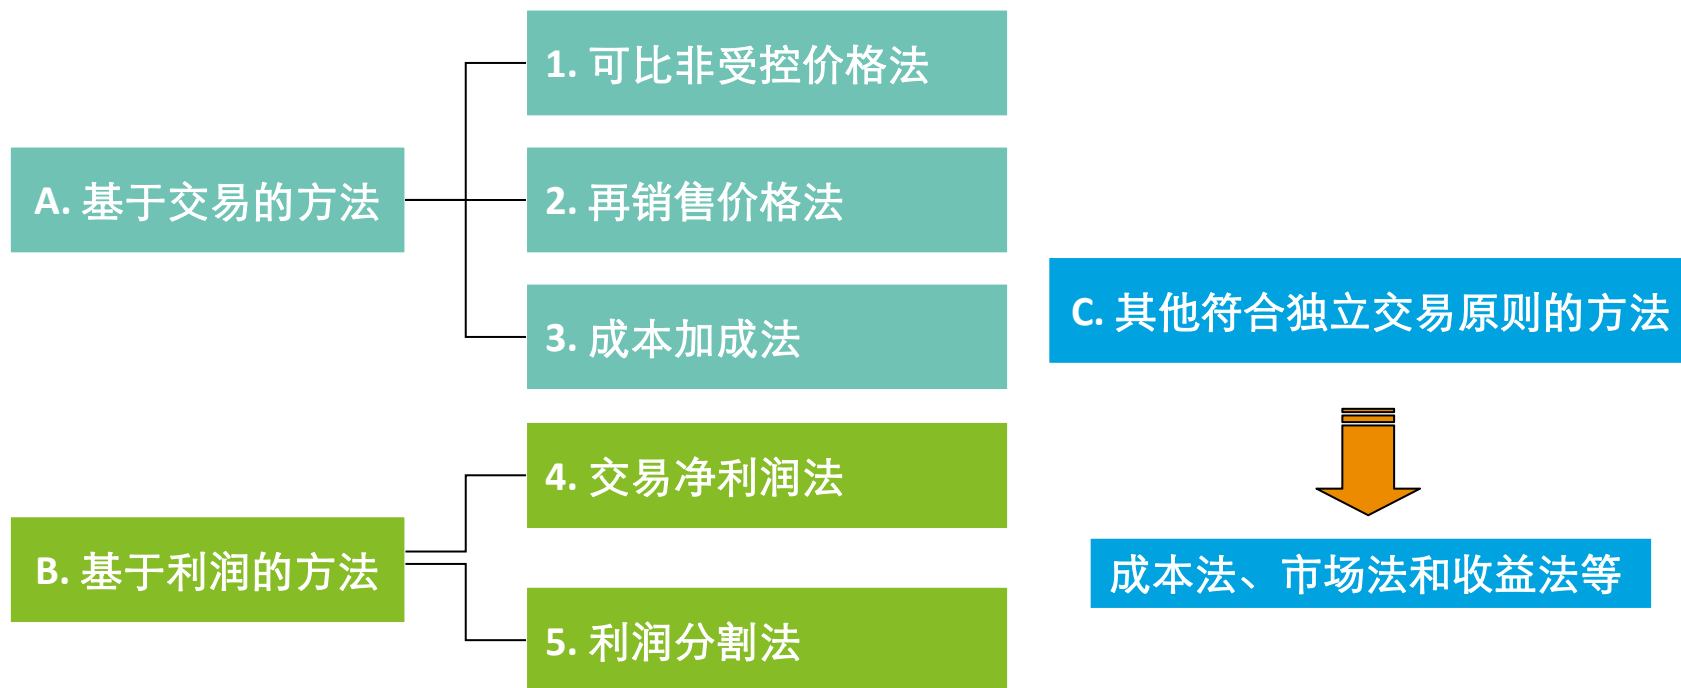 A. 基于交易的方法
1. 可比非受控价格法
2. 再销售价格法
3. 成本加成法
B. 基于利润的方法
4. 交易净利润法
5. 利润分割法
C. 其他符合独立交易原则的方法
成本法、市场法和收益法等